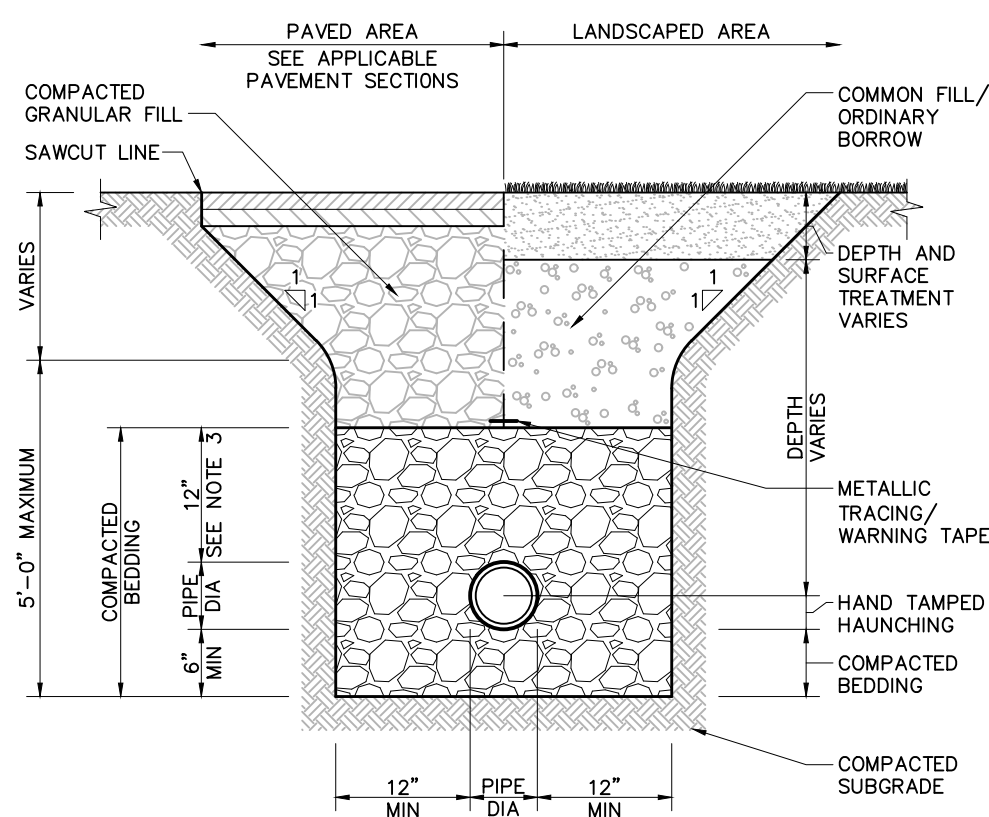 PAVED AREA
SEE APPLICABLE
PAVEMENT SECTIONS
LANDSCAPED AREA
COMPACTED
GRANULAR FILL
SAWCUT LINE
COMMON FILL/
ORDINARY
BORROW
DEPTH AND
SURFACE
TREATMENT
VARIES
1
1
1
1
VARIES
5'-0" MAXIMUM
COMPACTED
BEDDING
12"
SEE NOTE 3
PIPE
DIA
6"
MIN
DEPTH
VARIES
METALLIC
TRACING/
WARNING TAPE
HAND TAMPED
HAUNCHING
COMPACTED
BEDDING
COMPACTED
SUBGRADE
12"
MIN
PIPE
DIA
12"
MIN